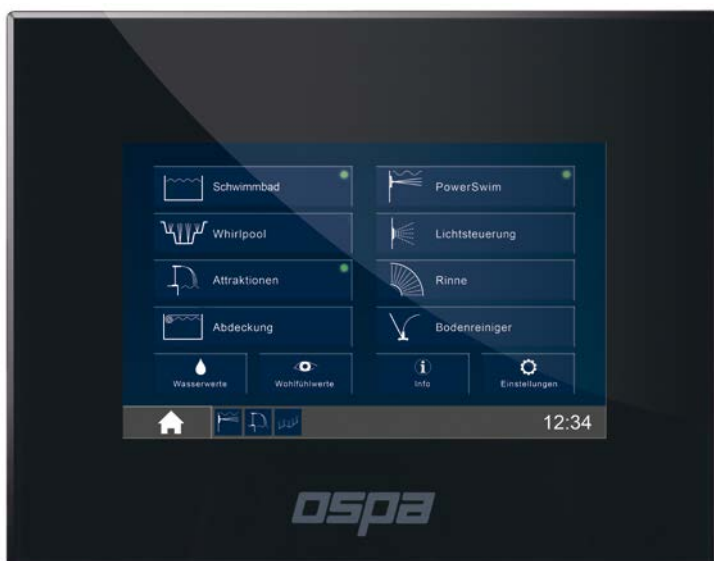 Schwimmbad
PowerSwim
Whirlpool
Lichtsteuerung
Attraktionen
Rinne
Abdeckung
Bodenreiniger
Wasserwerte
Wohlfühlwerte
Info
Einstellungen
12:34
ospa